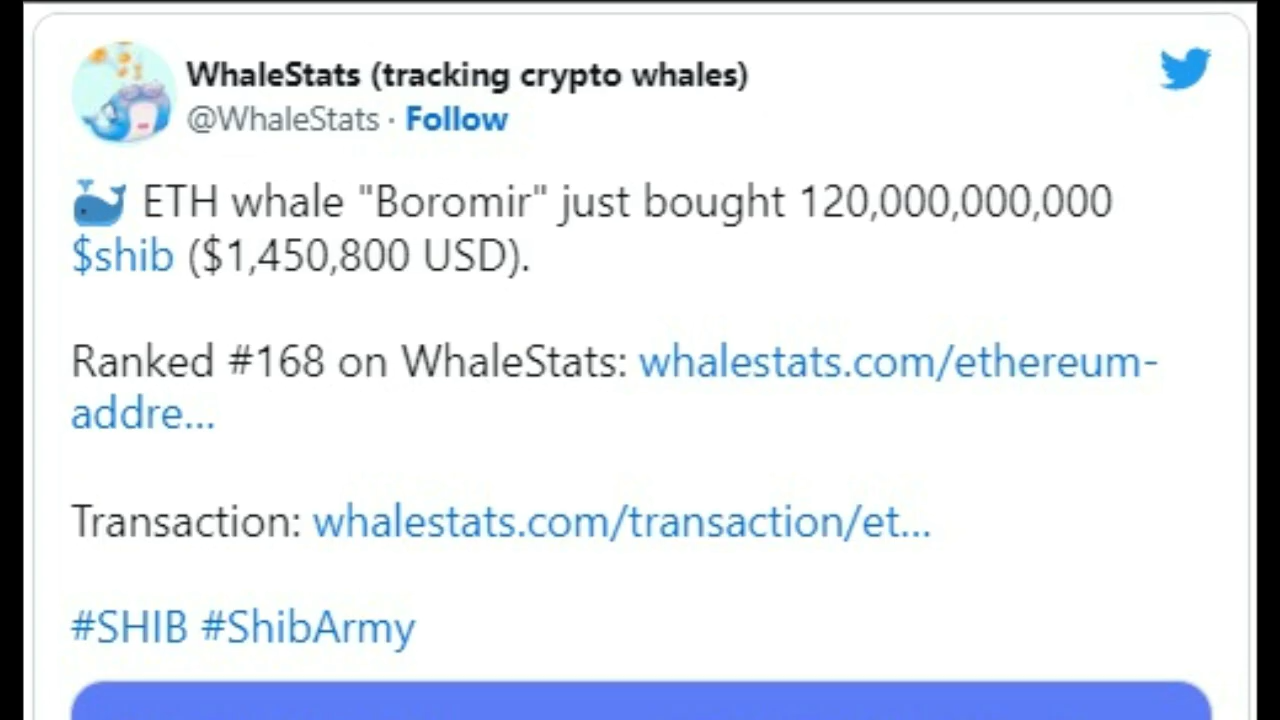 WhaleStats (tracking crypto whales)
@WhaleStats · Follow
🐳 ETH whale "Boromir" just bought 120,000,000,000
$shib ($1,450,800 USD).
Ranked #168 on WhaleStats: whalestats.com/ethereum-
addre...
Transaction: whalestats.com/transaction/et...
#SHIB #ShibArmy